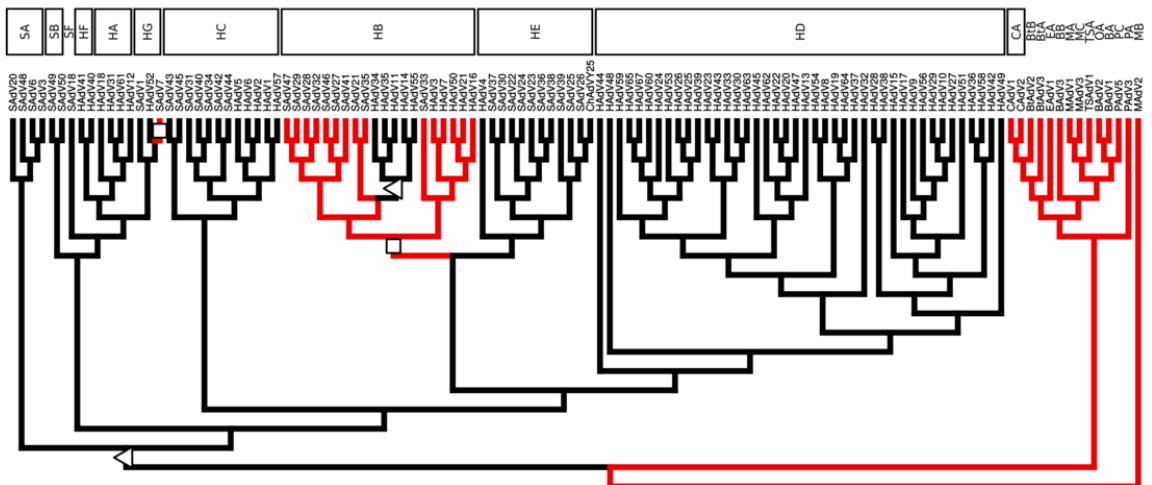 SA SB SF HF HA HG HC HB HE HD CA BtB BtA EA BB MA MC TSA OA BA PC PA MB
SAdV20 SAdV48 SAdV6 SAdV3 SAdV49 SAdV50 SAdV18 HAdV41 HAdV40 HAdV31 HAdV61 HAdV12 SAdV1 HAdV52 SAdV7 SAdV43 SAdV45 SAdV31 SAdV40 SAdV34 SAdV42 SAdV44 HAdV5 HAdV6 HAdV2 HAdV1 HAdV57 SAdV47 SAdV29 SAdV28 SAdV32 SAdV46 SAdV27 SAdV41 SAdV21 SAdV35 HAdV34 HAdV35 HAdV11 HAdV14 HAdV55 SAdV33 HAdV3 HAdV7 HAdV50 HAdV21 HAdV16 HAdV4 SAdV37 SAdV30 SAdV22 SAdV24 SAdV23 SAdV36 SAdV38 SAdV39 SAdV25 SAdV26 ChAdVY25 HAdV44 HAdV48 HAdV59 HAdV65 HAdV67 HAdV60 HAdV24 HAdV53 HAdV26 HAdV25 HAdV39 HAdV23 HAdV43 HAdV33 HAdV30 HAdV63 HAdV45 HAdV62 HAdV22 HAdV20 HAdV47 HAdV13 HAdV54 HAdV8 HAdV19 HAdV64 HAdV37 HAdV32 HAdV28 HAdV38 HAdV15 HAdV17 HAdV9 HAdV56 HAdV29 HAdV10 HAdV27 HAdV51 HAdV36 HAdV58 HAdV42 HAdV49 CAdV1 CAdV2 BtAdV2 BtAdV3 EAdV1 BAdV3 MAdV1 MAdV3 TSAdV1 BAdV2 BAdV1 PAdV5 PAdV3 MAdV2